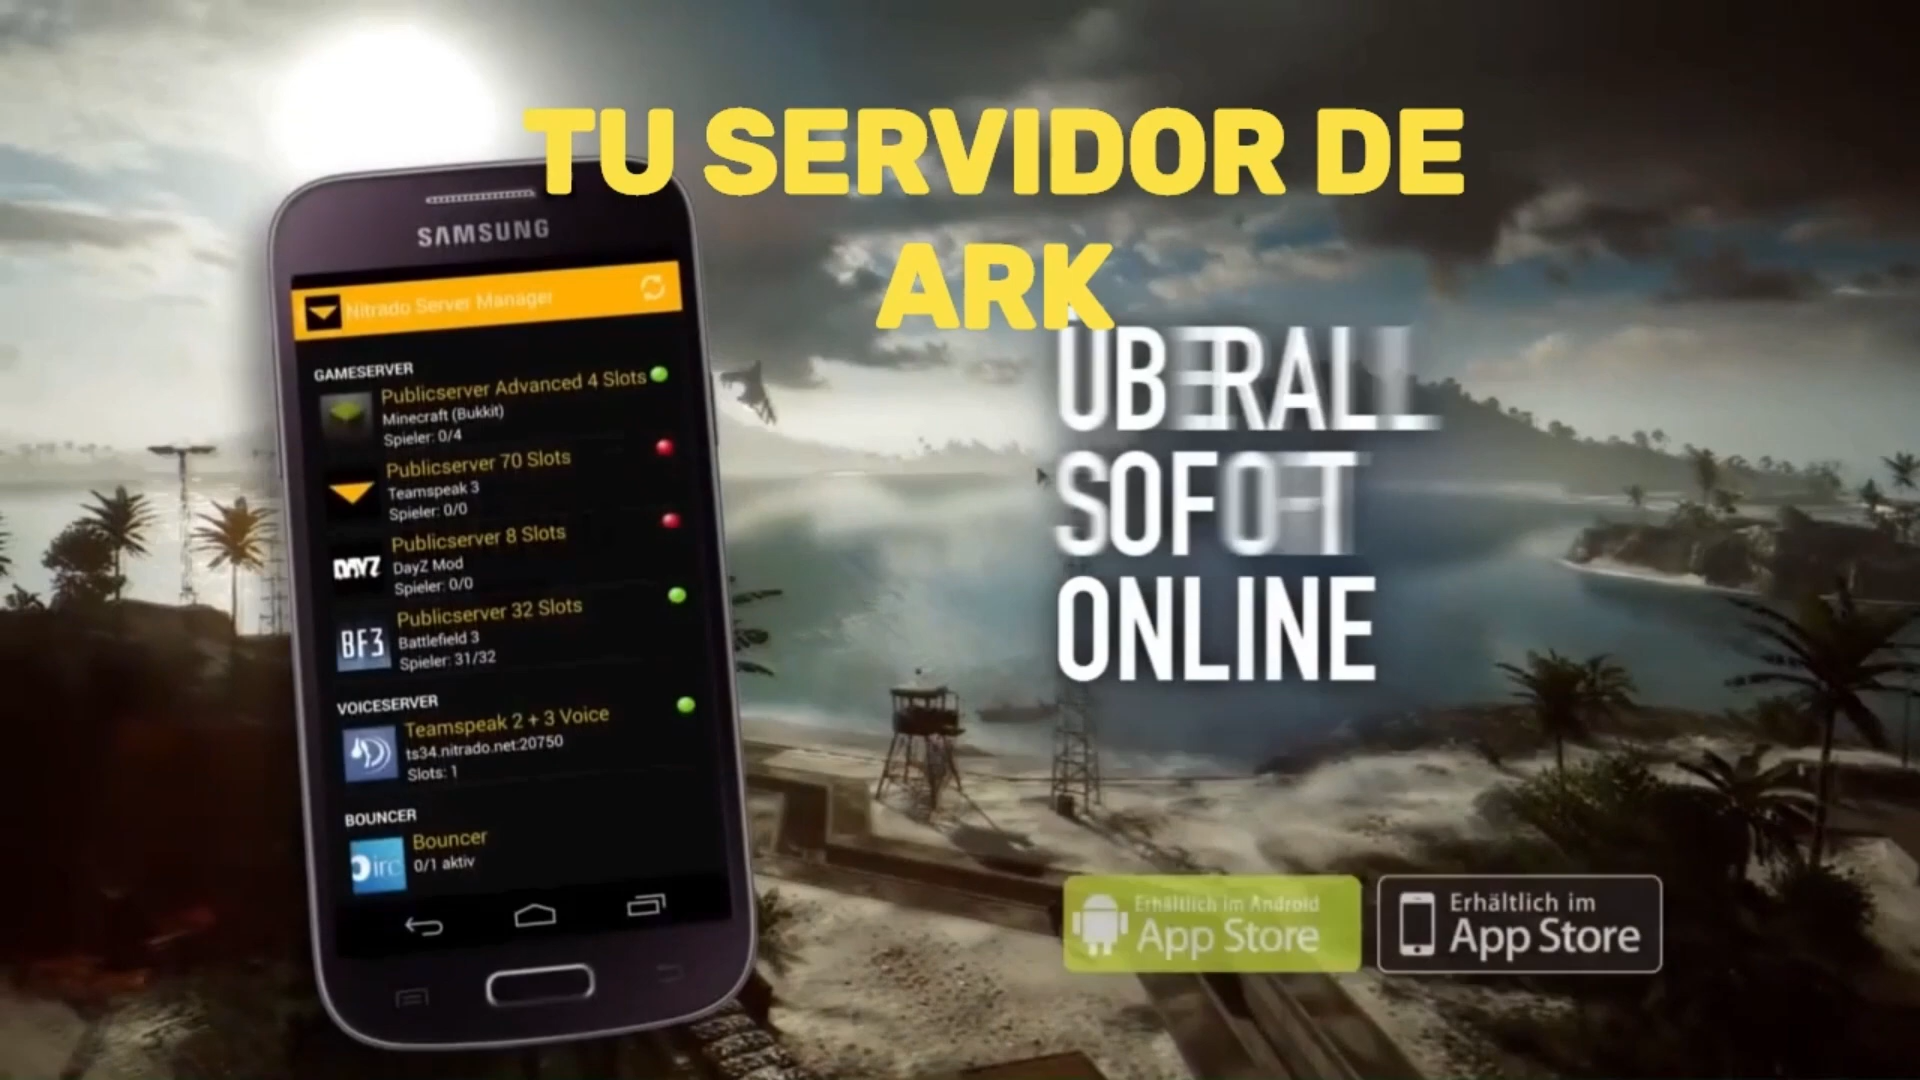 TU SERVIDOR DE
ARK
SAMSUNG
Nitrado Server Manager
GAMESERVER
Publicserver Advanced 4 Slots
Minecraft (Bukkit)
Spieler: 0/4
Publicserver 70 Slots
Teamspeak 3
Spieler: 0/0
DAYZ
Publicserver 8 Slots
DayZ Mod
Spieler: 0/0
BF3
Publicserver 32 Slots
Battlefield 3
Spieler: 31/32
VOICESERVER
Teamspeak 2 + 3 Voice
ts34.nitrado.net:20750
Slots: 1
BOUNCER
irc
Bouncer
0/1 aktiv
ÜBERALL
SOFORT
ONLINE
Erhältlich im Android
App Store
Erhältlich im
App Store